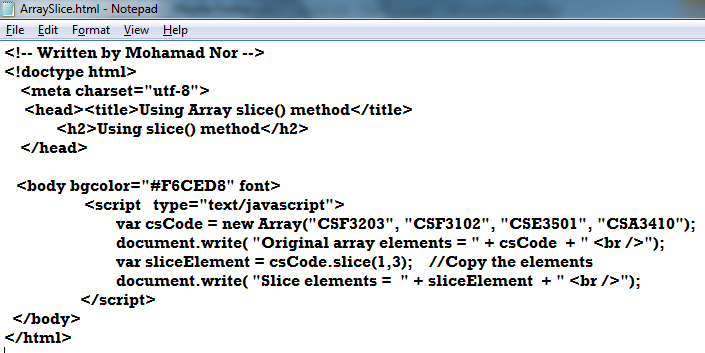 ArraySlice.html - Notepad
File Edit Format View Help
<!-- Written by Mohamad Nor -->
<!doctype html>
<meta charset="utf-8">
<head><title>Using Array slice() method</title>
<h2>Using slice() method</h2>
</head>
<body bgcolor="#F6CED8" font>
<script type="text/javascript">
var csCode = new Array("CSF3203", "CSF3102", "CSE3501", "CSA3410");
document.write( "Original array elements = " + csCode + " <br />");
var sliceElement = csCode.slice(1,3); //Copy the elements
document.write( "Slice elements = " + sliceElement + " <br />");
</script>
</body>
</html>